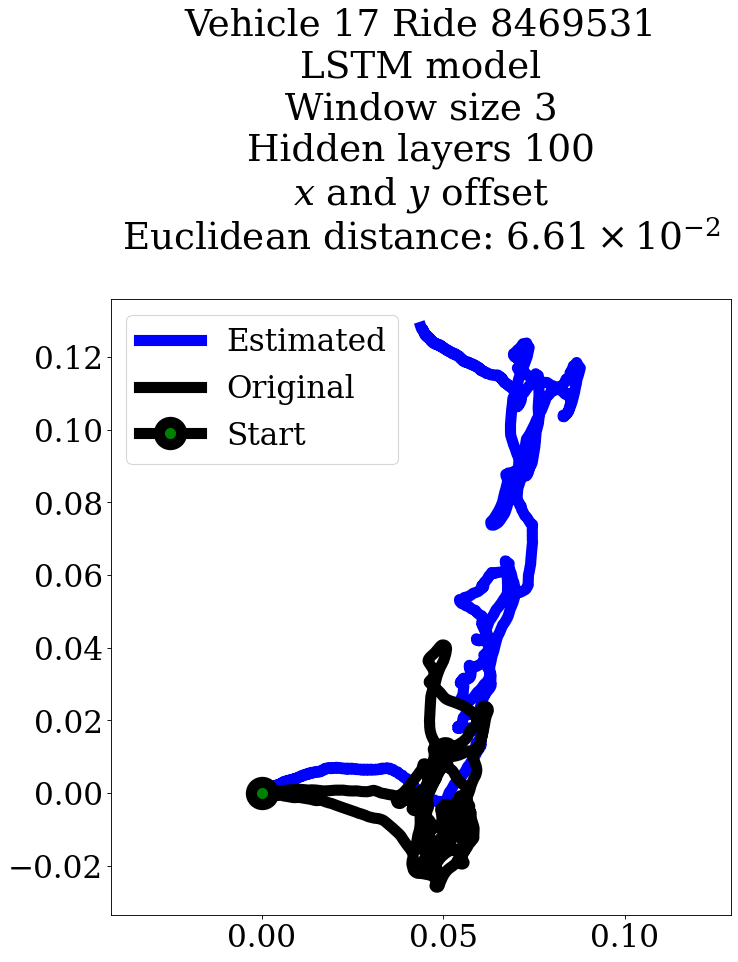 Vehicle 17 Ride 8469531
LSTM model
Window size 3
Hidden layers 100
x and y offset
Euclidean distance: 6.61 × 10⁻²
Estimated
Original
Start
0.12
0.10
0.08
0.06
0.04
0.02
0.00
−0.02
0.00 0.05 0.10